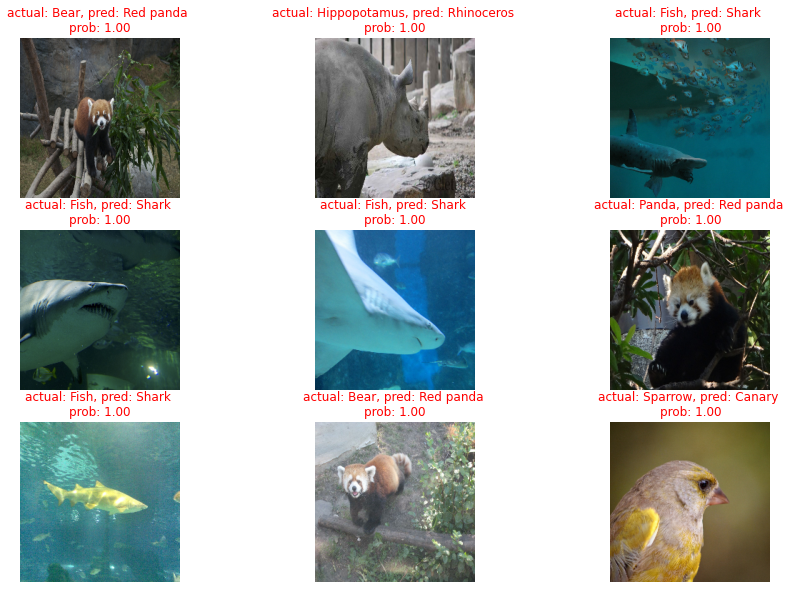 actual: Bear, pred: Red panda
prob: 1.00
actual: Hippopotamus, pred: Rhinoceros
prob: 1.00
actual: Fish, pred: Shark
prob: 1.00
actual: Fish, pred: Shark
prob: 1.00
actual: Fish, pred: Shark
prob: 1.00
actual: Panda, pred: Red panda
prob: 1.00
actual: Fish, pred: Shark
prob: 1.00
actual: Bear, pred: Red panda
prob: 1.00
actual: Sparrow, pred: Canary
prob: 1.00